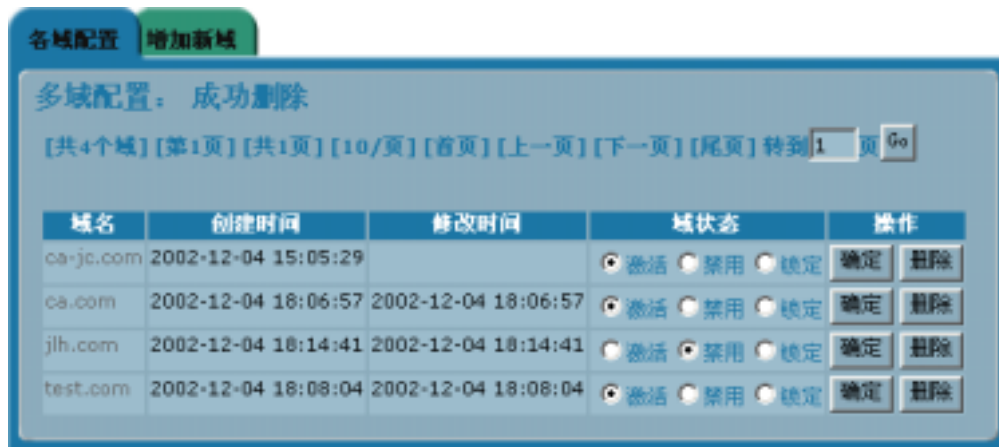 各域配置 增加新域
多域配置： 成功删除
[共4个域][第1页][共1页][10/页][首页][上一页][下一页][尾页] 转到 1 页 Go
域名 创建时间 修改时间 域状态 操作
ca-jc.com 2002-12-04 15:05:29 激活 禁用 锁定 确定 删除
ca.com 2002-12-04 18:06:57 2002-12-04 18:06:57 激活 禁用 锁定 确定 删除
jlh.com 2002-12-04 18:14:41 2002-12-04 18:14:41 激活 禁用 锁定 确定 删除
test.com 2002-12-04 18:08:04 2002-12-04 18:08:04 激活 禁用 锁定 确定 删除